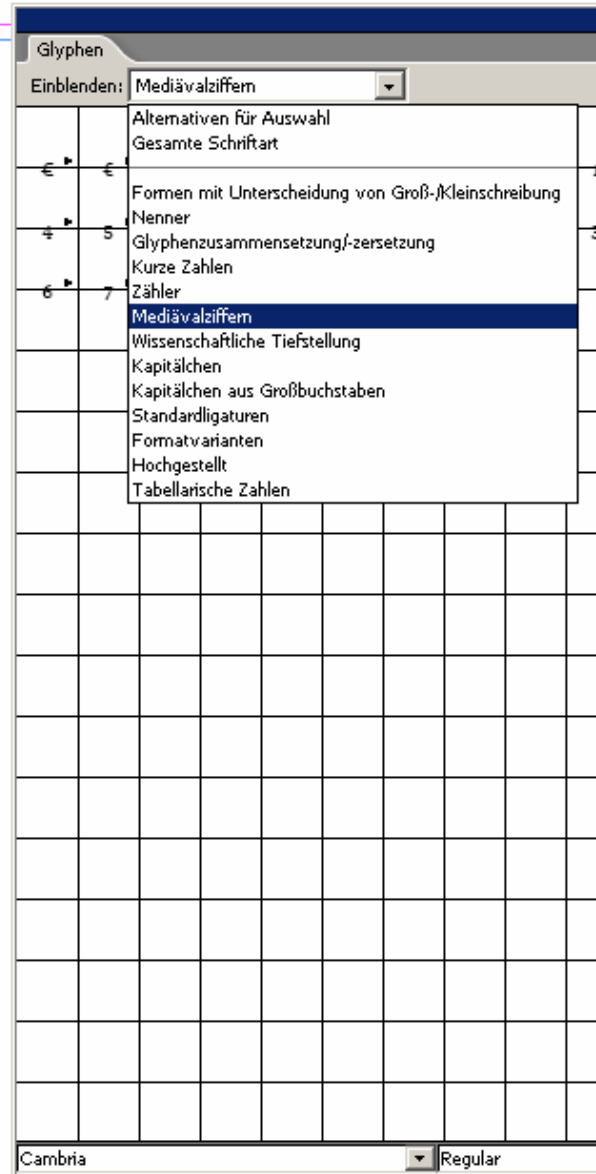 Glyphen
Einblenden: Mediävalziffern
Alternativen für Auswahl
Gesamte Schriftart
€ €
Formen mit Unterscheidung von Groß-/Kleinschreibung
4 5 Nenner
Glyphenzusammensetzung/-zersetzung
Kurze Zahlen
6 7 Zähler
Mediävalziffern
Wissenschaftliche Tiefstellung
Kapitälchen
Kapitälchen aus Großbuchstaben
Standardligaturen
Formatvarianten
Hochgestellt
Tabellarische Zahlen
Cambria Regular